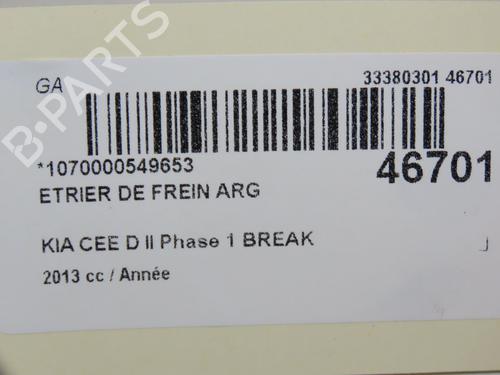 GA 33380301 46701
*1070000549653 46701
ETRIER DE FREIN ARG
KIA CEE D II Phase 1 BREAK J
2013 cc / Année
B-PARTS